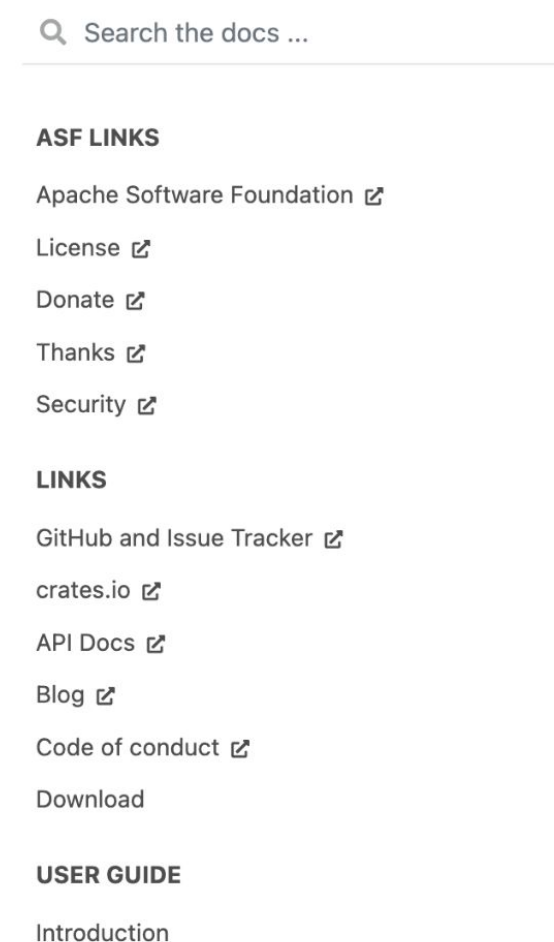 Search the docs ...
ASF LINKS
Apache Software Foundation
License
Donate
Thanks
Security
LINKS
GitHub and Issue Tracker
crates.io
API Docs
Blog
Code of conduct
Download
USER GUIDE
Introduction